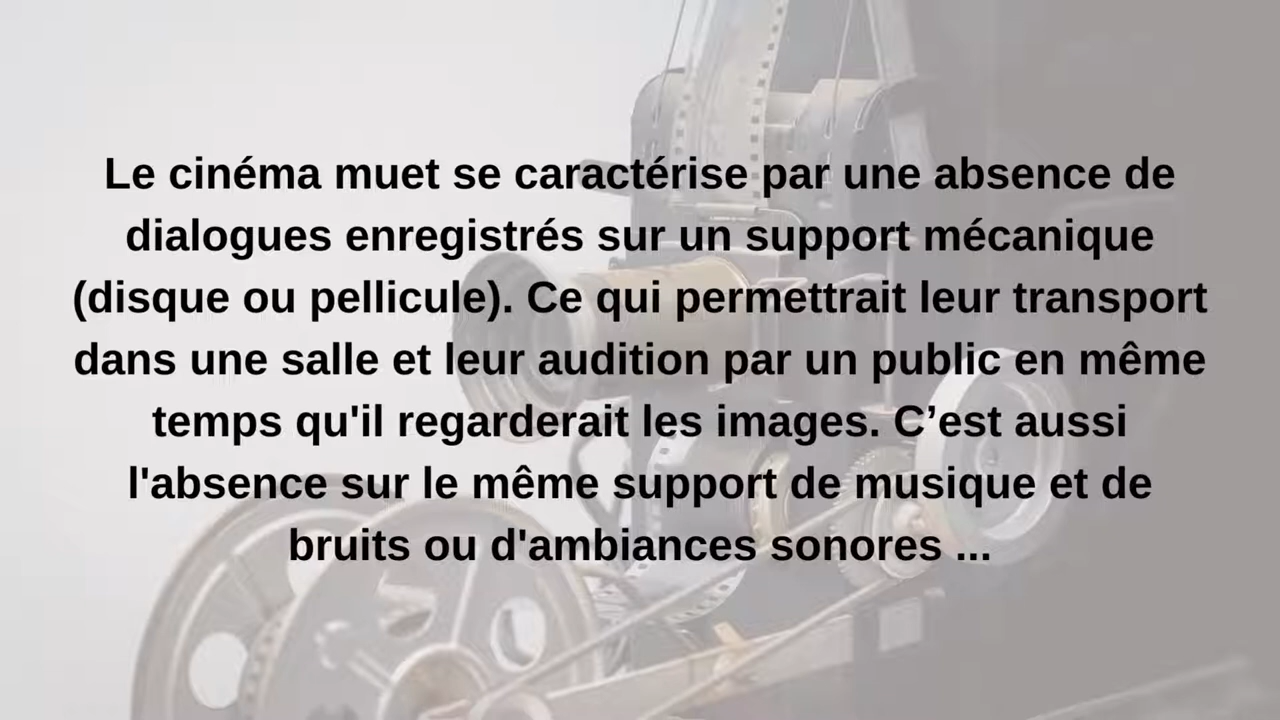 Le cinéma muet se caractérise par une absence de
dialogues enregistrés sur un support mécanique
(disque ou pellicule). Ce qui permettrait leur transport
dans une salle et leur audition par un public en même
temps qu'il regarderait les images. C’est aussi
l'absence sur le même support de musique et de
bruits ou d'ambiances sonores ...